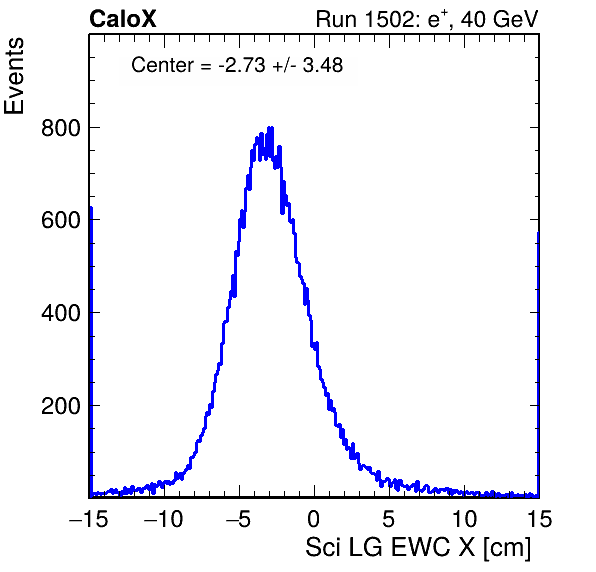 CaloX Run 1502: e⁺, 40 GeV
Events
Center = -2.73 +/- 3.48
800
600
400
200
−15 −10 −5 0 5 10 15
Sci LG EWC X [cm]